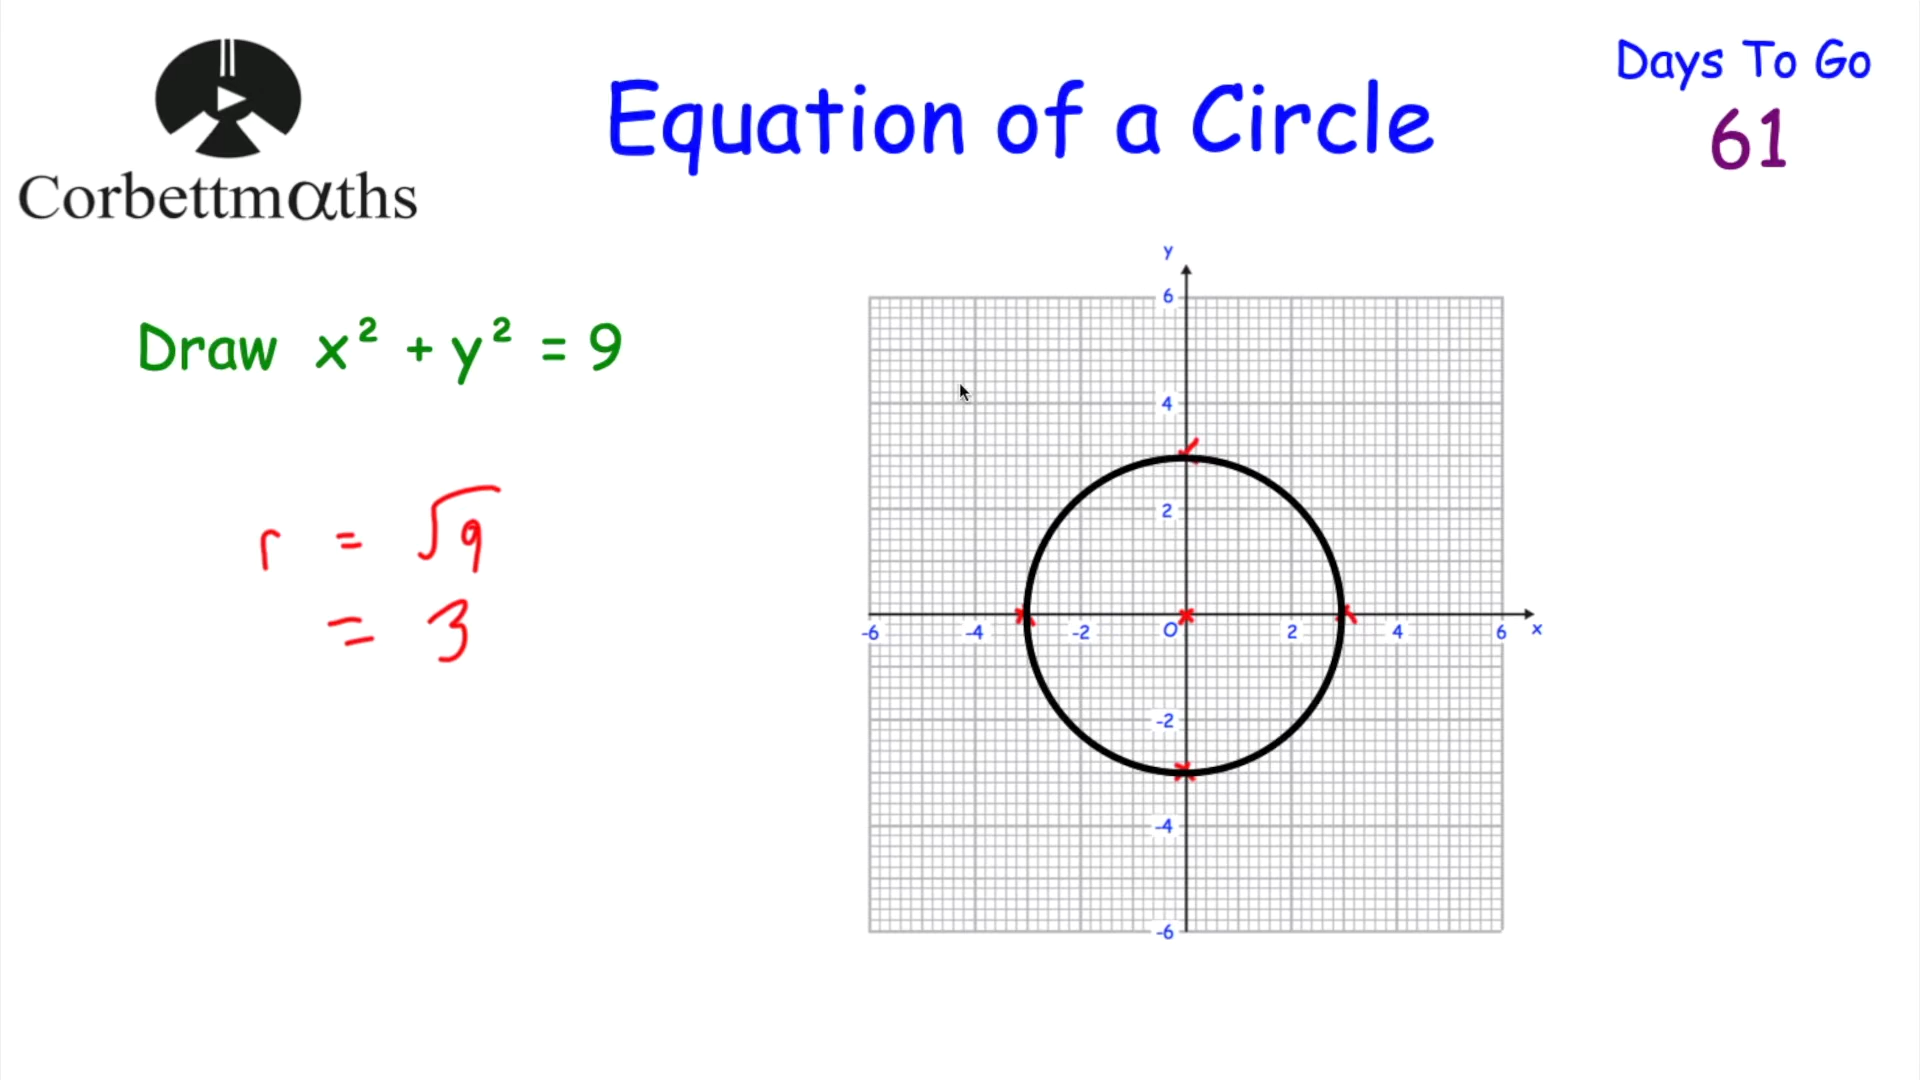 Corbettmαths
Equation of a Circle
Days To Go
61
Draw x² + y² = 9
r = √9
= 3
y
6
4
2
-6 -4 -2 O 2 4 6 x
-2
-4
-6